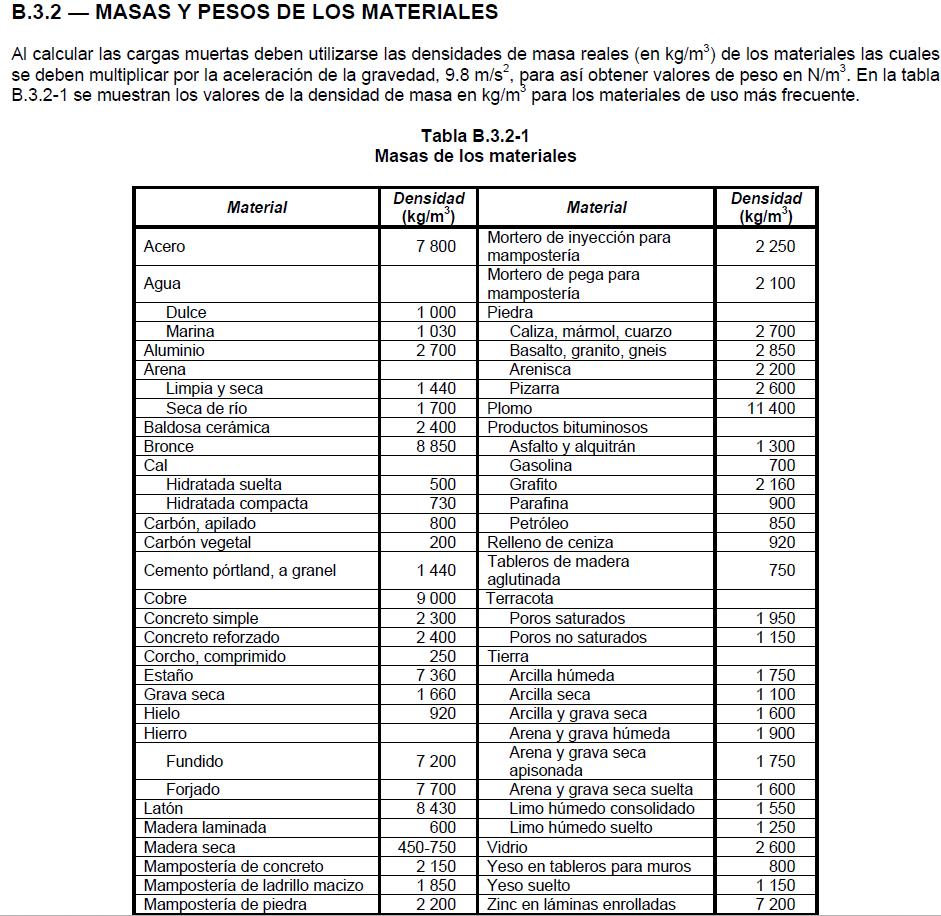 B.3.2 — MASAS Y PESOS DE LOS MATERIALES
Al calcular las cargas muertas deben utilizarse las densidades de masa reales (en kg/m³) de los materiales las cuales
se deben multiplicar por la aceleración de la gravedad, 9.8 m/s², para así obtener valores de peso en N/m³. En la tabla
B.3.2-1 se muestran los valores de la densidad de masa en kg/m³ para los materiales de uso más frecuente.
Tabla B.3.2-1
Masas de los materiales
Material Densidad (kg/m³) Material Densidad (kg/m³)
Acero 7 800 Mortero de inyección para mampostería 2 250
Agua Mortero de pega para mampostería 2 100
Dulce 1 000 Piedra
Marina 1 030 Caliza, mármol, cuarzo 2 700
Aluminio 2 700 Basalto, granito, gneis 2 850
Arena Arenisca 2 200
Limpia y seca 1 440 Pizarra 2 600
Seca de río 1 700 Plomo 11 400
Baldosa cerámica 2 400 Productos bituminosos
Bronce 8 850 Asfalto y alquitrán 1 300
Cal Gasolina 700
Hidratada suelta 500 Grafito 2 160
Hidratada compacta 730 Parafina 900
Carbón, apilado 800 Petróleo 850
Carbón vegetal 200 Relleno de ceniza 920
Cemento pórtland, a granel 1 440 Tableros de madera aglutinada 750
Cobre 9 000 Terracota
Concreto simple 2 300 Poros saturados 1 950
Concreto reforzado 2 400 Poros no saturados 1 150
Corcho, comprimido 250 Tierra
Estaño 7 360 Arcilla húmeda 1 750
Grava seca 1 660 Arcilla seca 1 100
Hielo 920 Arcilla y grava seca 1 600
Hierro Arena y grava húmeda 1 900
Fundido 7 200 Arena y grava seca apisonada 1 750
Forjado 7 700 Arena y grava seca suelta 1 600
Latón 8 430 Limo húmedo consolidado 1 550
Madera laminada 600 Limo húmedo suelto 1 250
Madera seca 450-750 Vidrio 2 600
Mampostería de concreto 2 150 Yeso en tableros para muros 800
Mampostería de ladrillo macizo 1 850 Yeso suelto 1 150
Mampostería de piedra 2 200 Zinc en láminas enrolladas 7 200